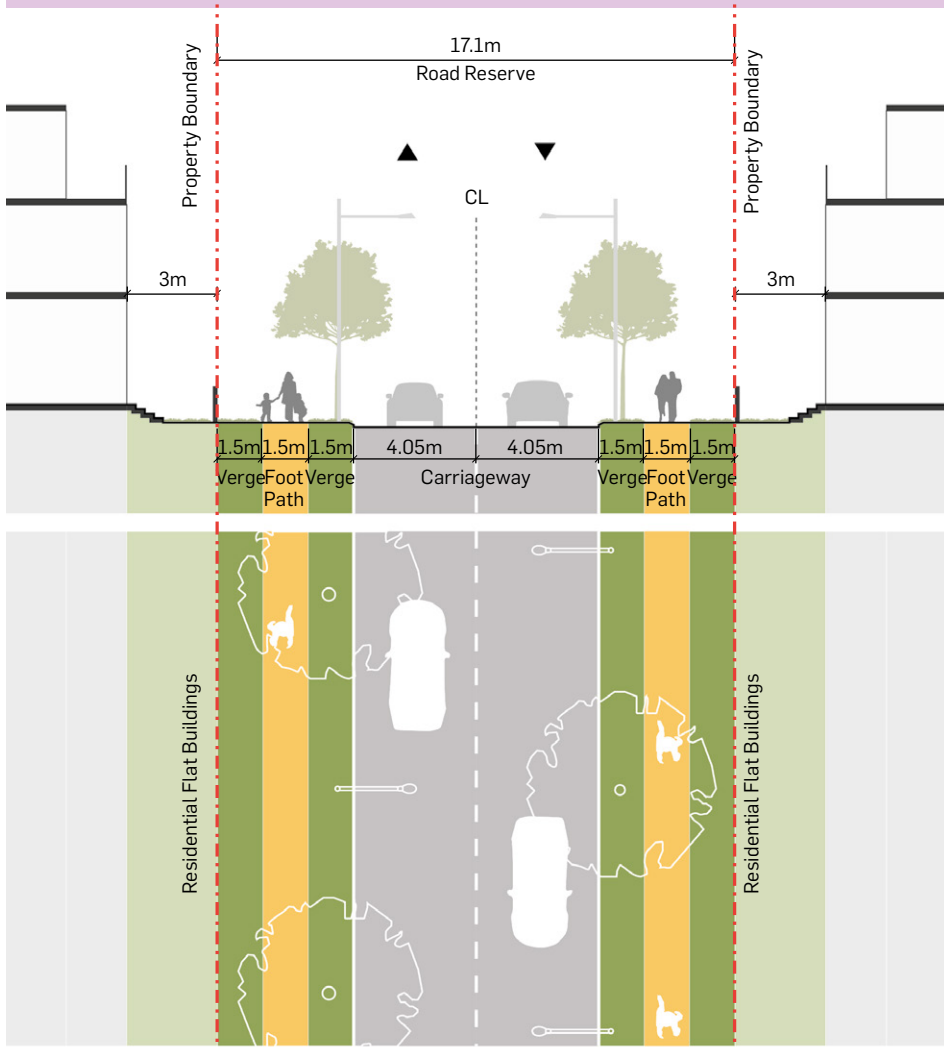 17.1m
Road Reserve
Property Boundary
Property Boundary
CL
3m
3m
1.5m 1.5m 1.5m 4.05m 4.05m 1.5m 1.5m 1.5m
Verge Foot Verge Carriageway Verge Foot Verge
Path Path
Residential Flat Buildings
Residential Flat Buildings